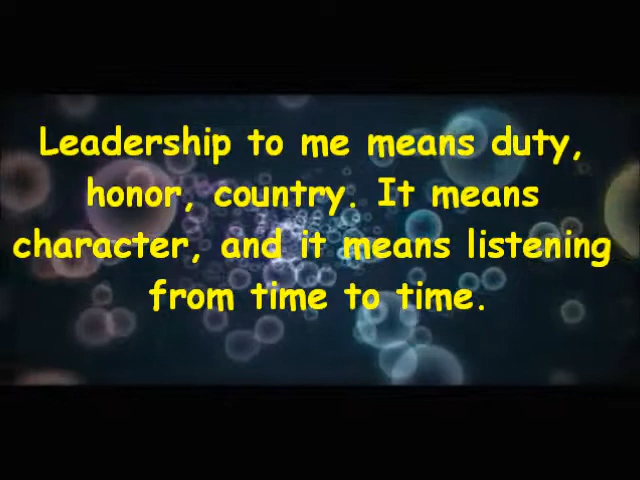 Leadership to me means duty,
honor, country. It means
character, and it means listening
from time to time.